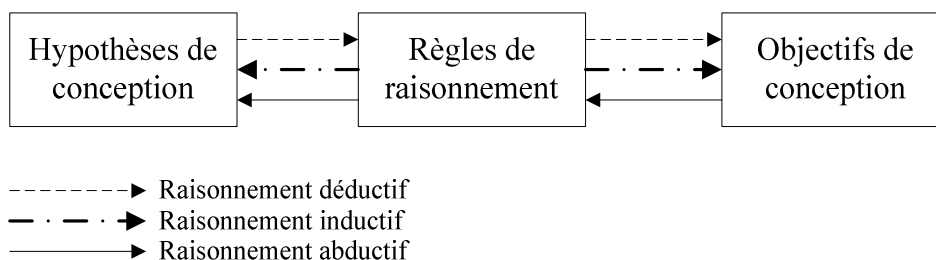 Hypothèses de
conception
Règles de
raisonnement
Objectifs de
conception
Raisonnement déductif
Raisonnement inductif
Raisonnement abductif